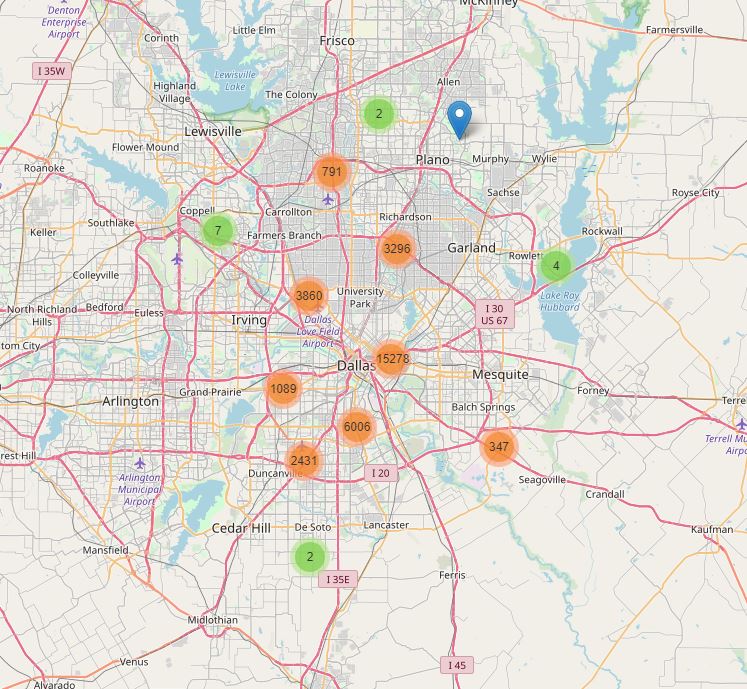 McKinney
Denton
Enterprise
Airport
Little Elm
Corinth
Frisco
Farmersville
I 35W
Lewisville
Lake
Allen
Highland
Village
The Colony
2
Lewisville
Flower Mound
Plano
Murphy
Wylie
Roanoke
791
Sachse
Royse City
Coppell
Carrollton
Richardson
Southlake
Keller
7
Farmers Branch
3296
Garland
Rockwall
Rowlett
4
Colleyville
University
Park
Lake Ray
Hubbard
3860
I 30
US 67
North Richland
Hills
Bedford
Euless
Irving
Dallas
Love Field
Airport
tom City
Dallas
15278
Mesquite
Grand Prairie
1089
Forney
Arlington
Balch Springs
Terre
6006
347
Terrell Mu
Airpo
rest Hill
2431
Duncanville
I 20
Arlington
Municipal
Airport
Seagoville
Crandall
Cedar Hill
De Soto
Lancaster
Kaufman
Mansfield
2
I 35E
Ferris
Midlothian
Venus
I 45
Alvarado